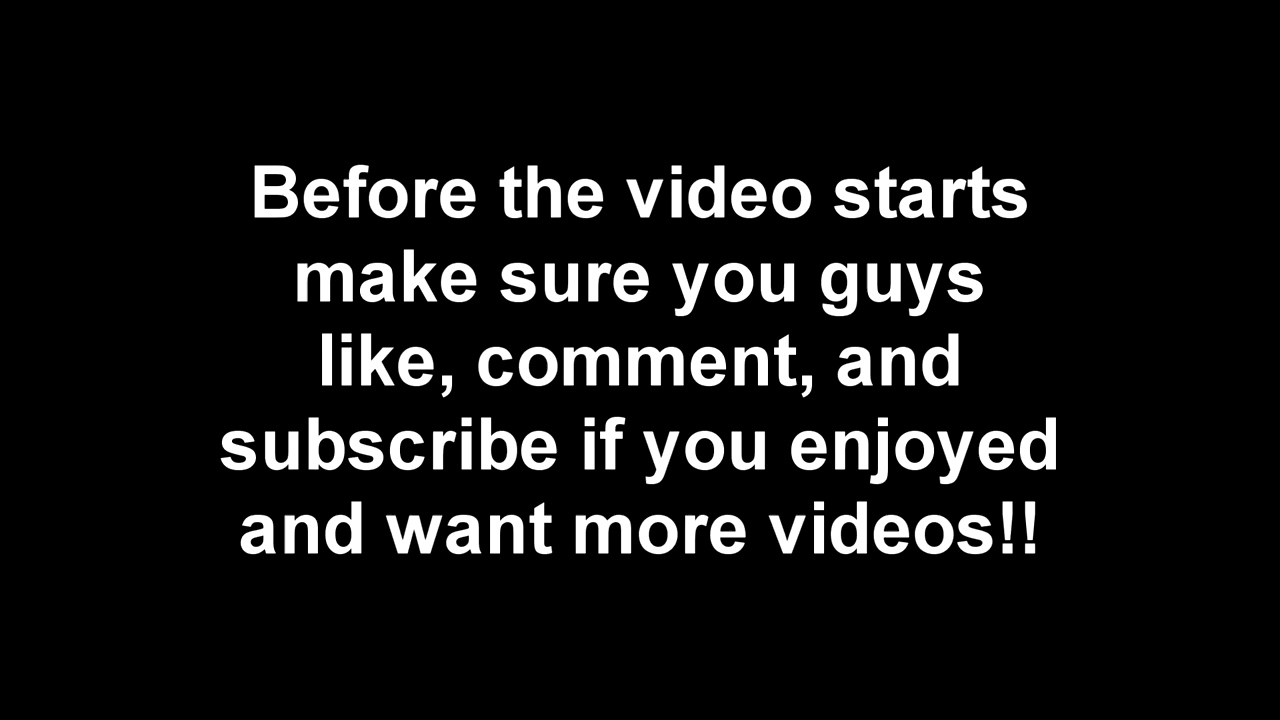 Before the video starts
make sure you guys
like, comment, and
subscribe if you enjoyed
and want more videos!!